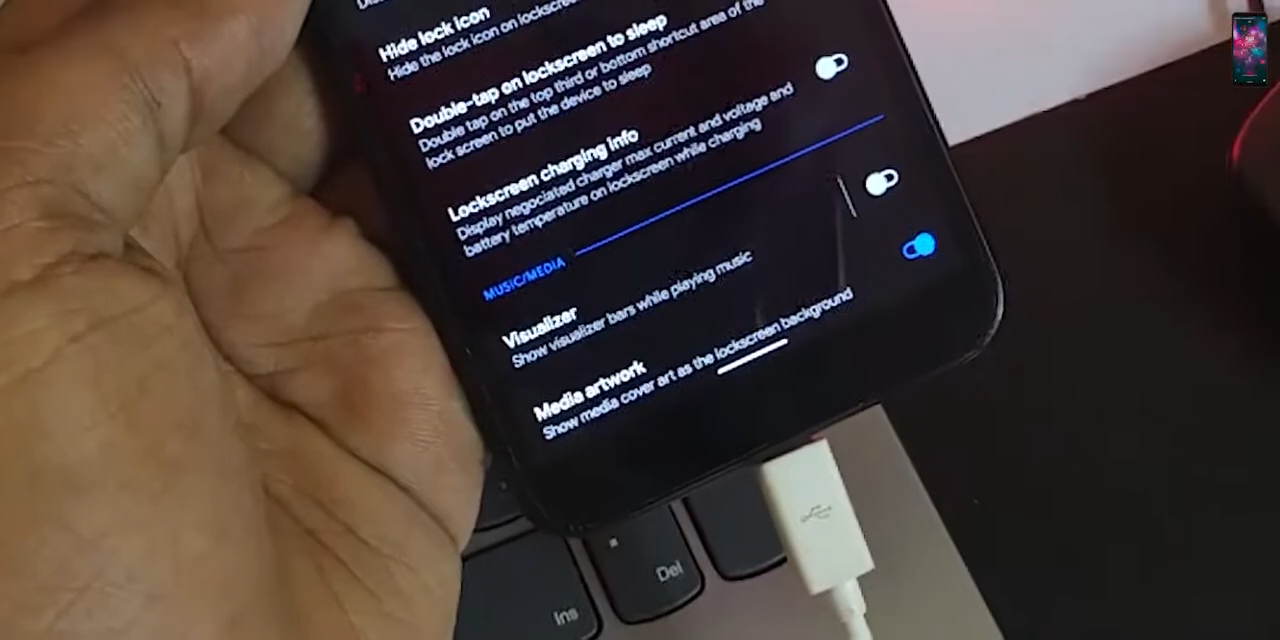 Hide lock icon
Hide the lock icon on lockscreen
Double-tap on lockscreen to sleep
Double tap on the top third or bottom shortcut area of the
lock screen to put the device to sleep
Lockscreen charging info
Display negociated charger max current and voltage and
battery temperature on lockscreen while charging
MUSIC/MEDIA
Visualizer
Show visualizer bars while playing music
Media artwork
Show media cover art as the lockscreen background
Del
Ins